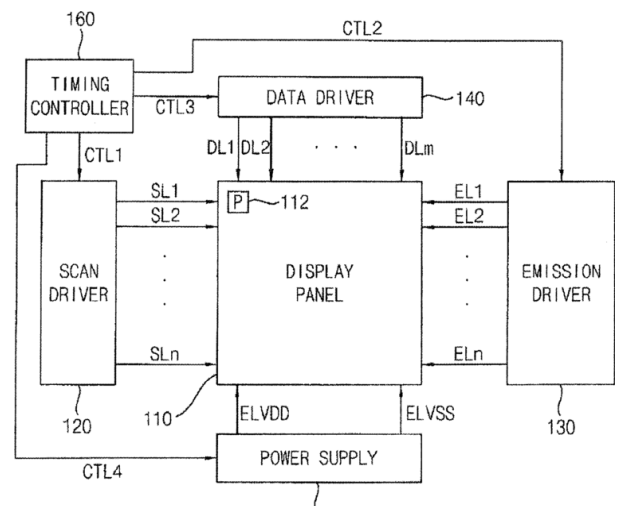 160
CTL2
TIMING
CONTROLLER
CTL3
DATA DRIVER
140
CTL1
DL1 DL2 . . . DLm
SL1
SL2
P
112
EL1
EL2
SCAN
DRIVER
DISPLAY
PANEL
EMISSION
DRIVER
SLn
ELn
120
110
ELVDD
ELVSS
130
CTL4
POWER SUPPLY